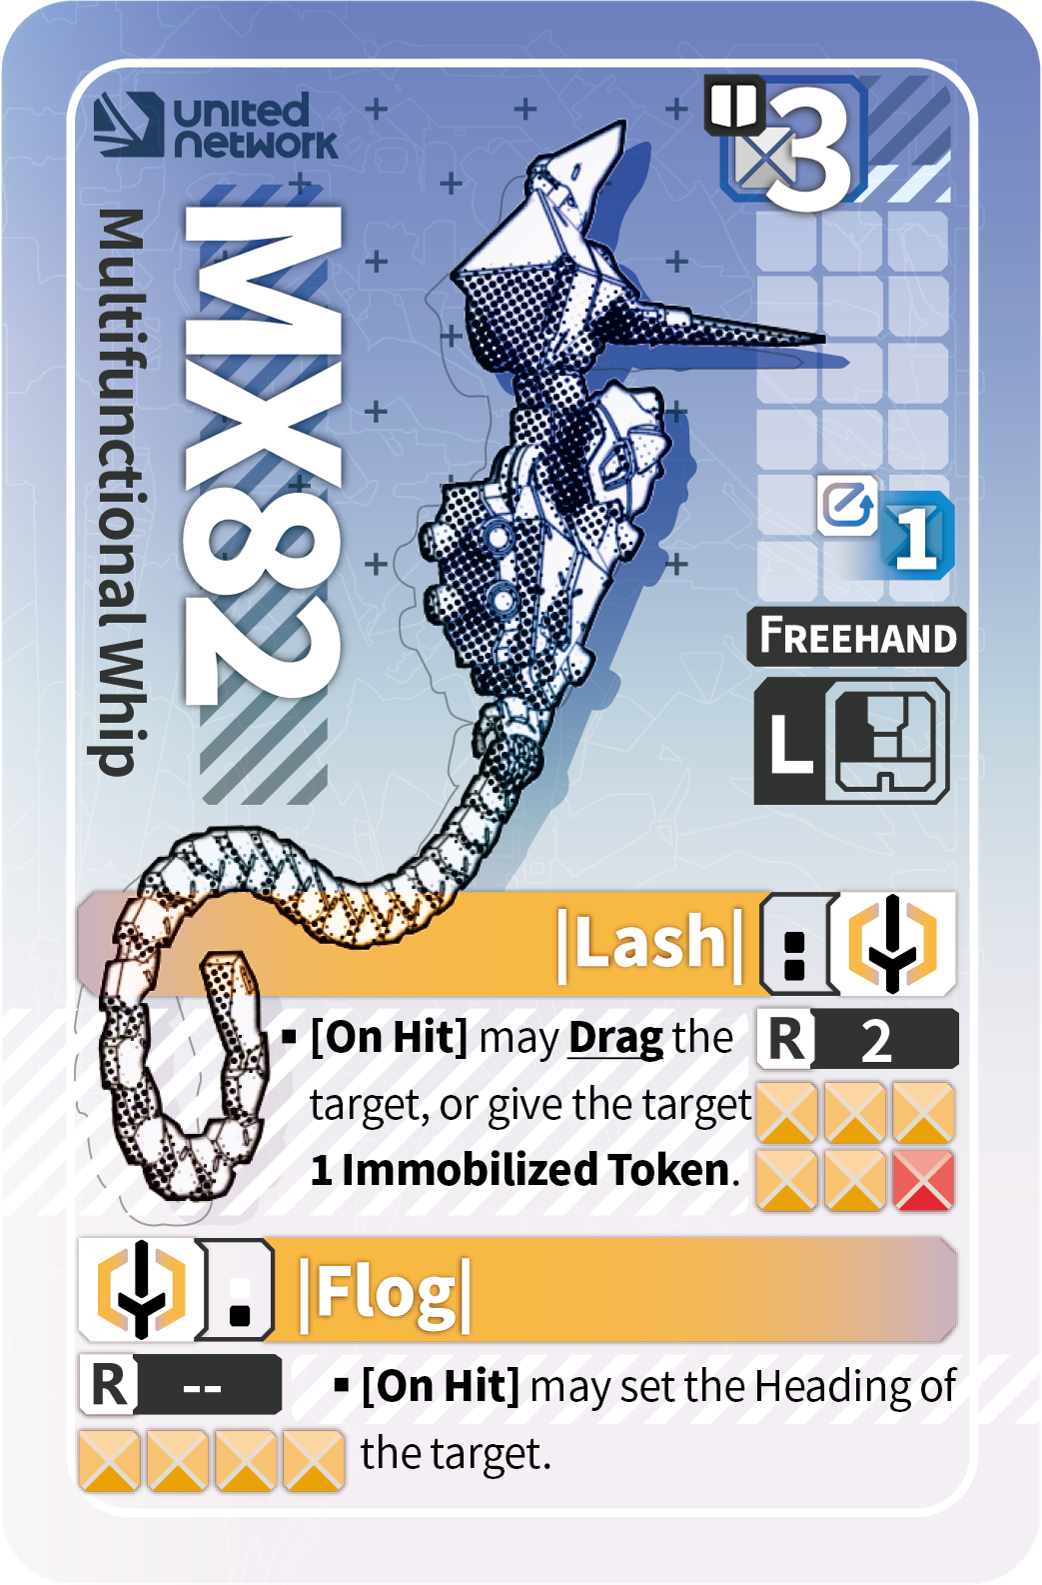 united
network
3
MX82
Multifunctional Whip
1
FREEHAND
L
|Lash|
▪ [On Hit] may Drag the
target, or give the target
1 Immobilized Token.
R 2
|Flog|
R --
▪ [On Hit] may set the Heading of
the target.